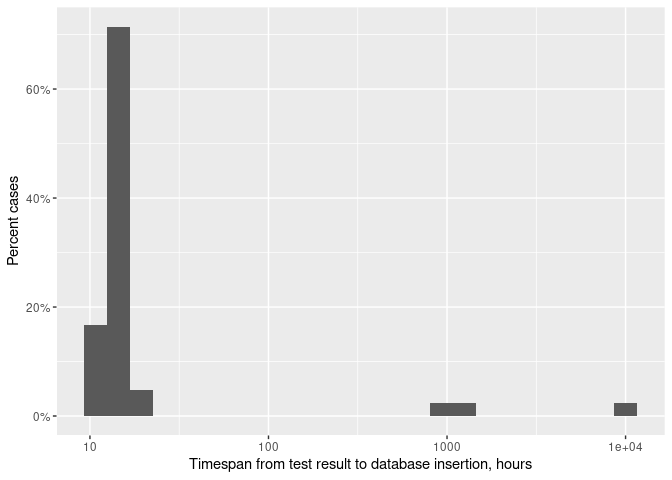 60%
40%
20%
0%
Percent cases
10 100 1000 1e+04
Timespan from test result to database insertion, hours